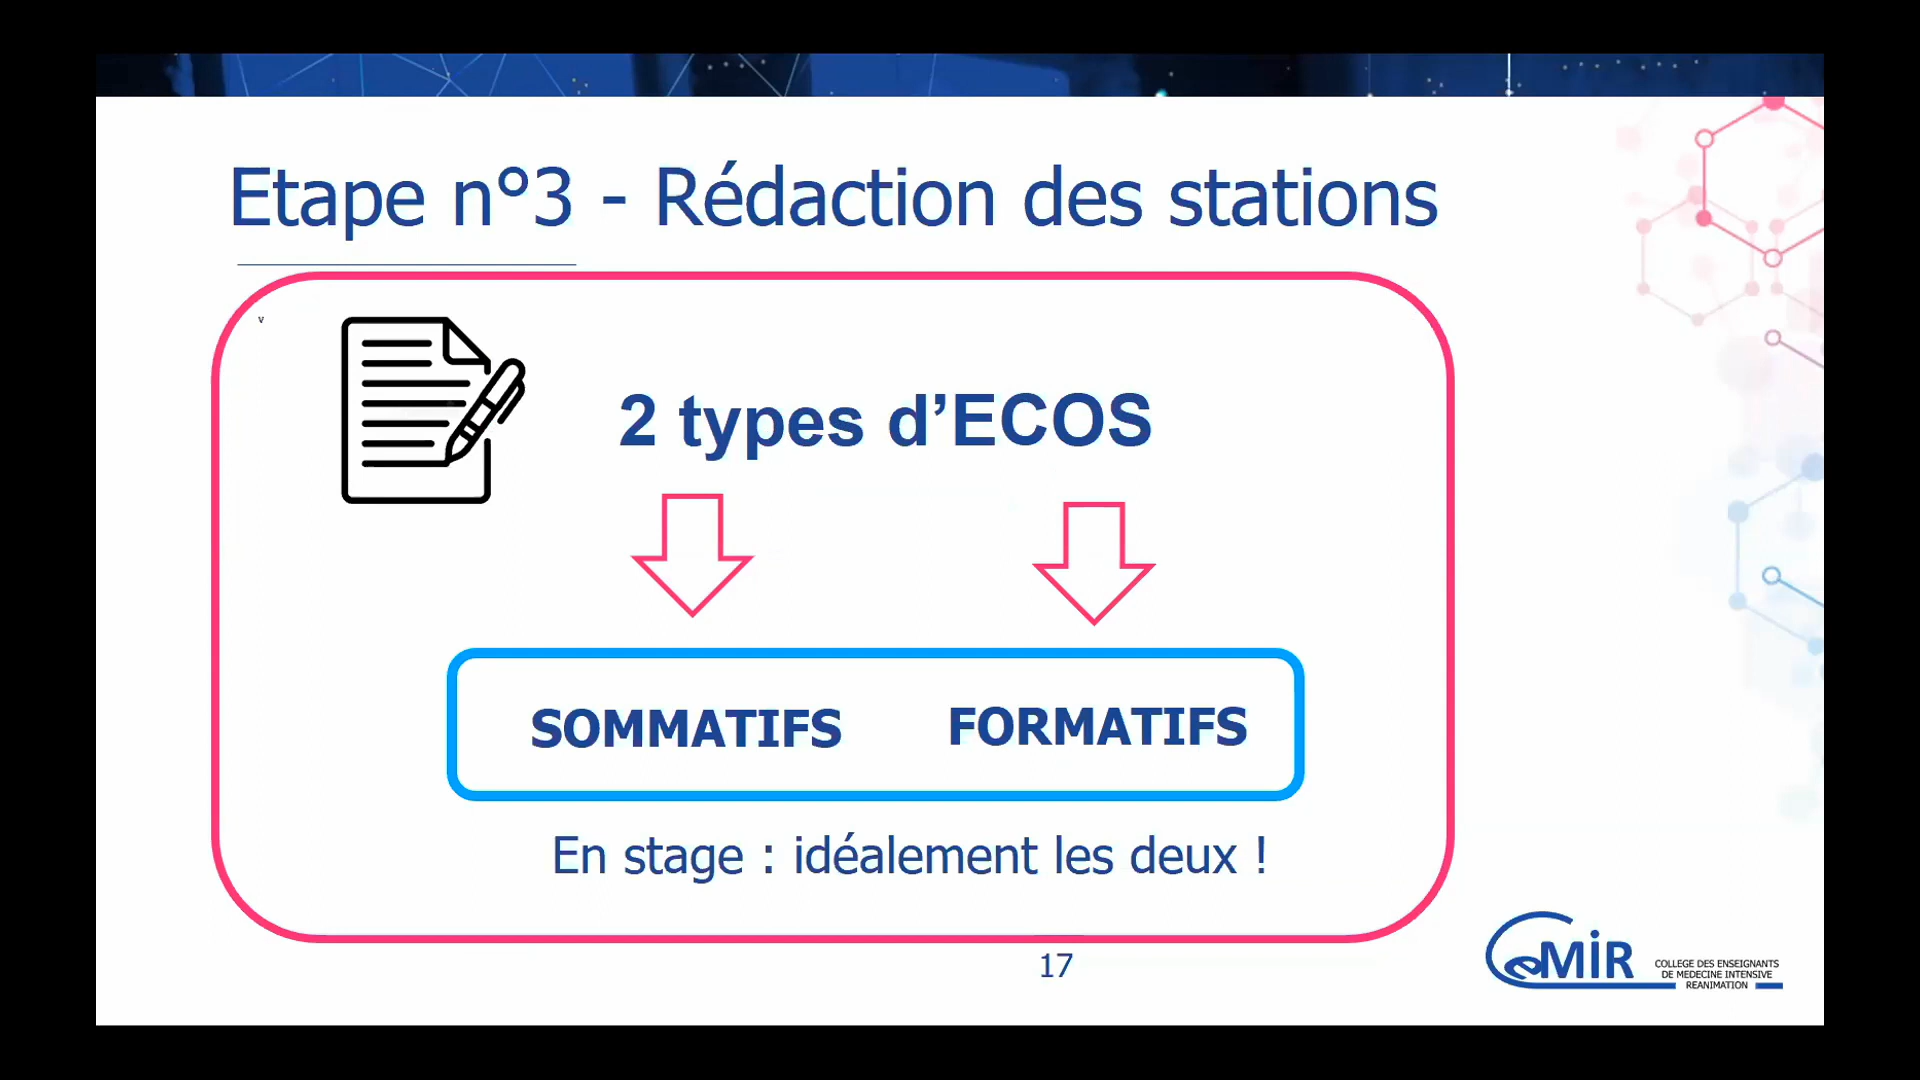 Etape n°3 - Rédaction des stations
v
2 types d’ECOS
SOMMATIFS FORMATIFS
En stage : idéalement les deux !
17
CeMiR
COLLEGE DES ENSEIGNANTS
DE MEDECINE INTENSIVE
REANIMATION